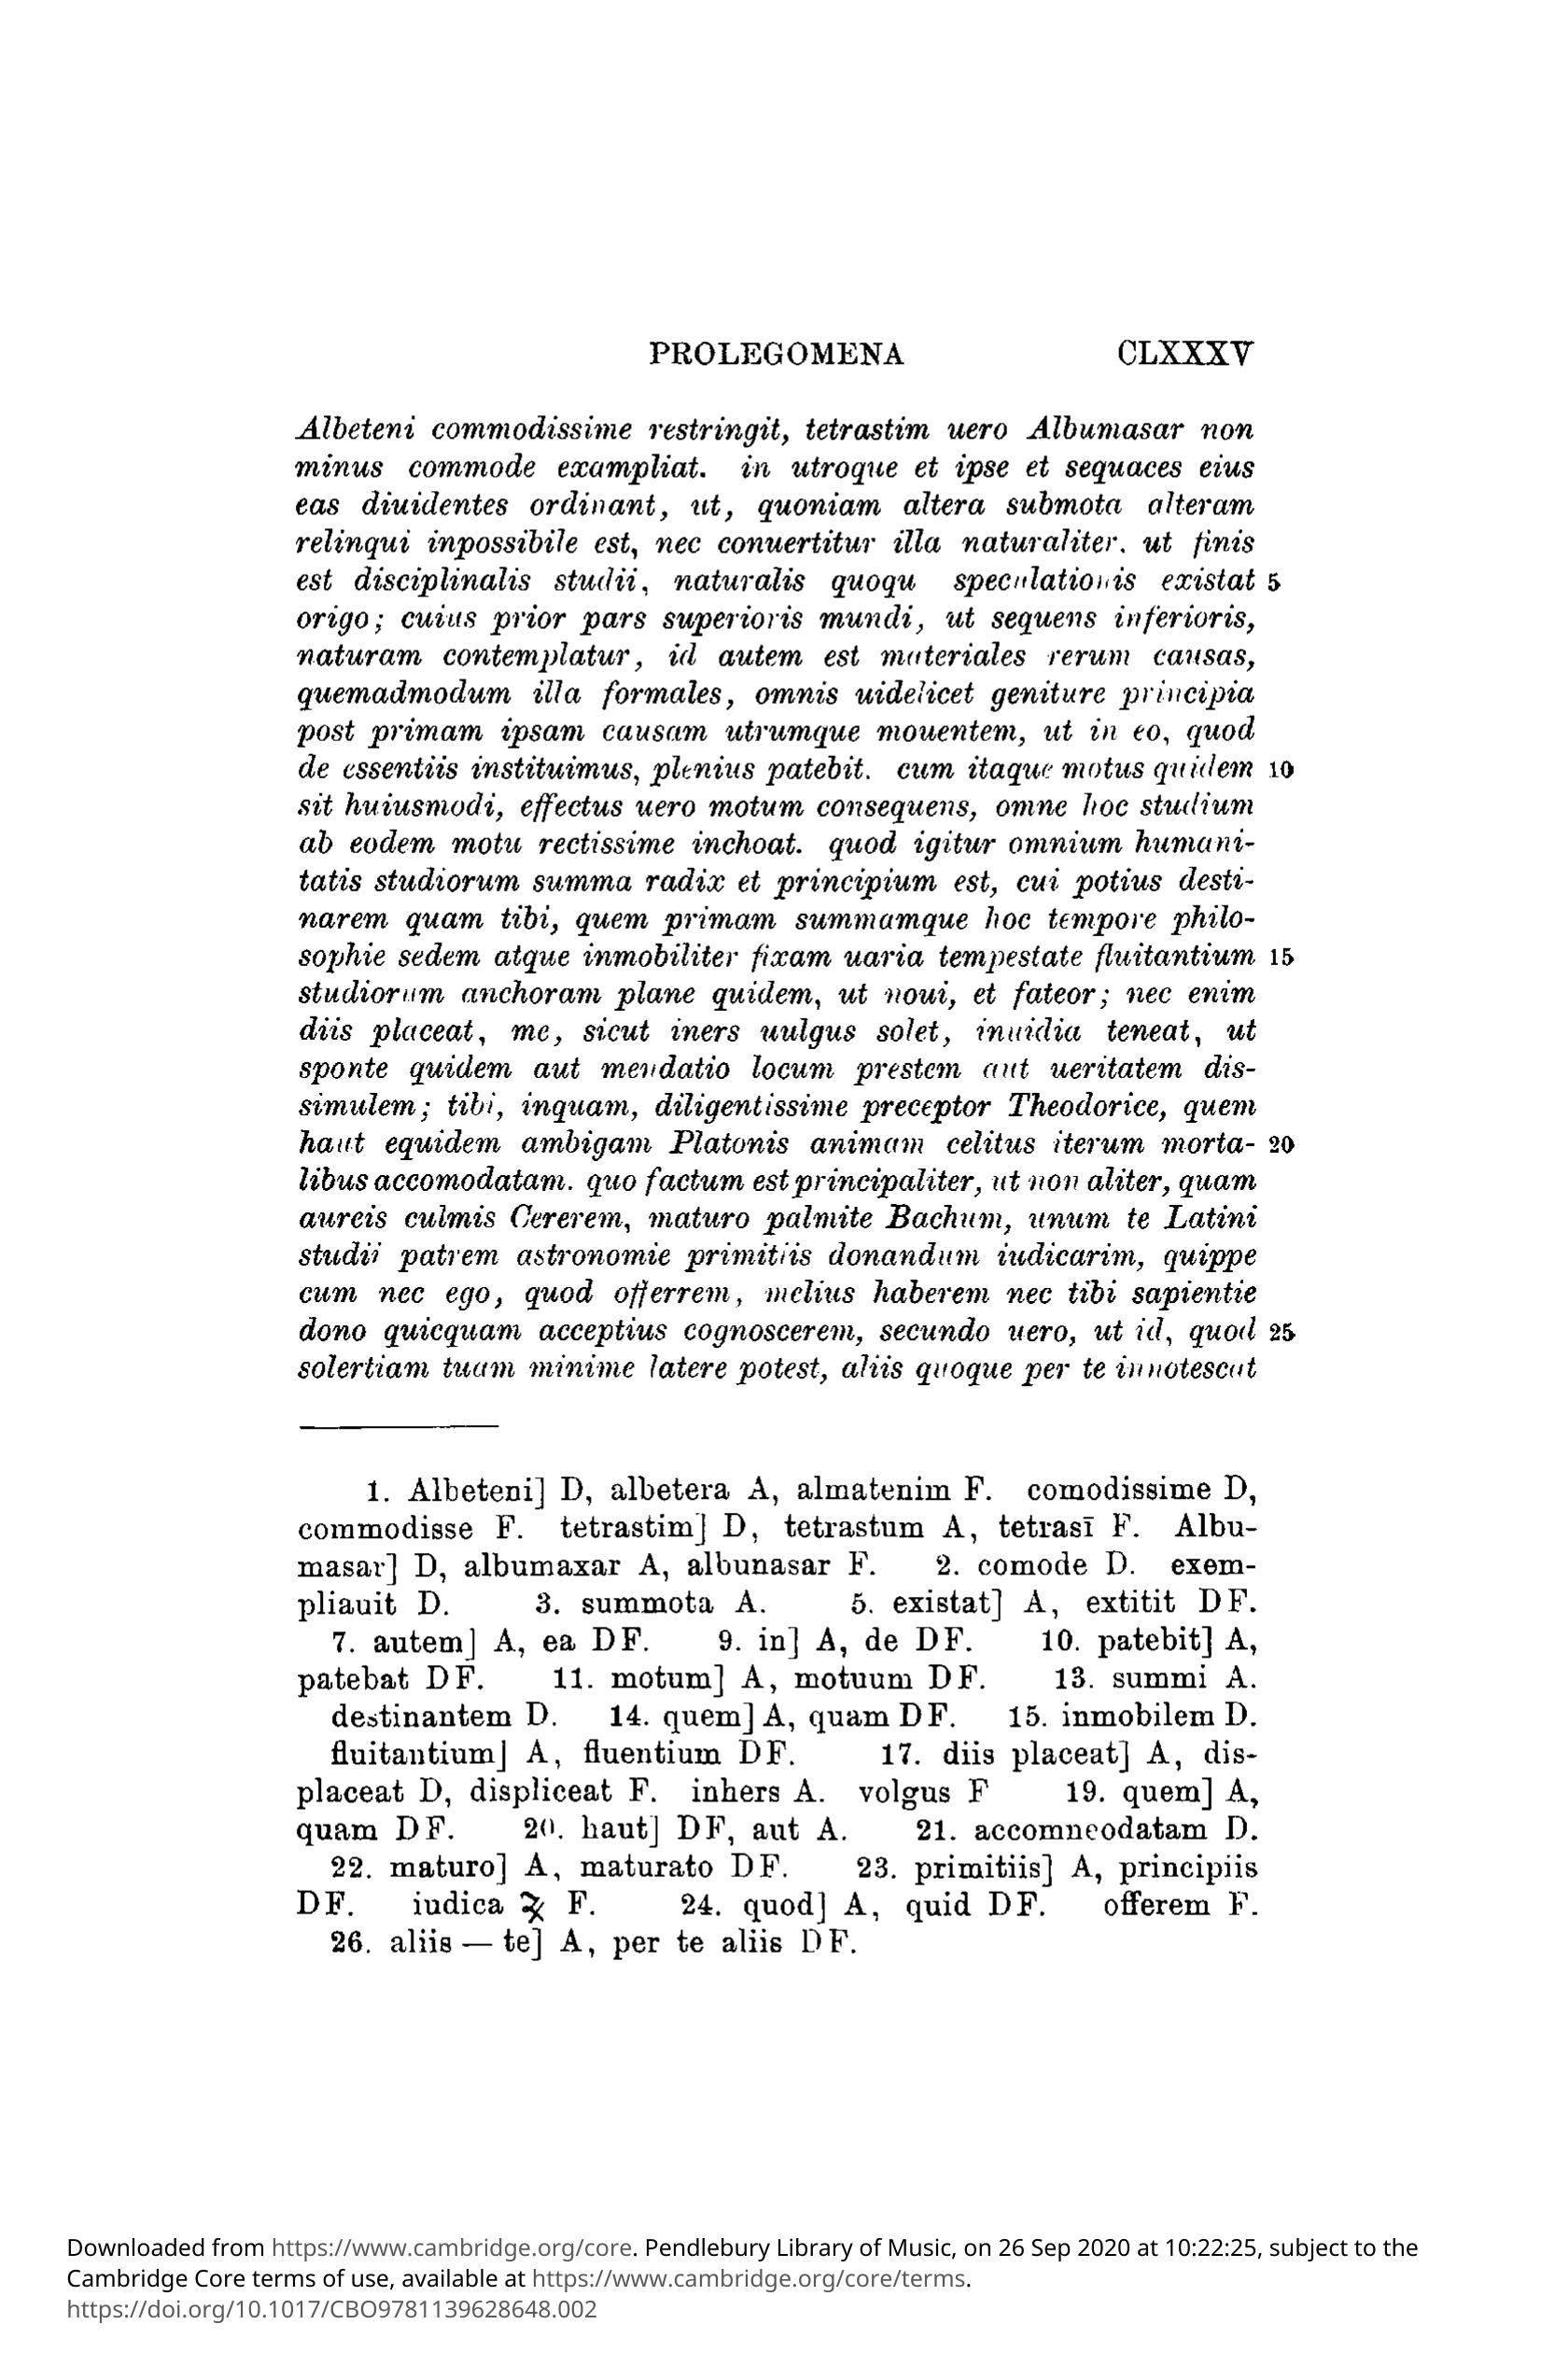 PROLEGOMENA CLXXXV
Albeteni commodissime restringit, tetrastim uero Albumasar non
minus commode exampliat. in utroque et ipse et sequaces eius
eas diuidentes ordinant, ut, quoniam altera submota alteram
relinqui inpossibile est, nec conuertitur illa naturaliter. ut finis
est disciplinalis studii, naturalis quoqu speculationis existat 5
origo; cuius prior pars superioris mundi, ut sequens inferioris,
naturam contemplatur, id autem est materiales rerum causas,
quemadmodum illa formales, omnis uidelicet geniture principia
post primam ipsam causam utrumque mouentem, ut in eo, quod
de essentiis instituimus, plenius patebit. cum itaque motus quidem 10
sit huiusmodi, effectus uero motum consequens, omne hoc studium
ab eodem motu rectissime inchoat. quod igitur omnium humani-
tatis studiorum summa radix et principium est, cui potius desti-
narem quam tibi, quem primam summamque hoc tempore philo-
sophie sedem atque inmobiliter fixam uaria tempestate fluitantium 15
studiorum anchoram plane quidem, ut noui, et fateor; nec enim
diis placeat, me, sicut iners uulgus solet, inuidia teneat, ut
sponte quidem aut mendatio locum prestem aut ueritatem dis-
simulem; tibi, inquam, diligentissime preceptor Theodorice, quem
haut equidem ambigam Platonis animam celitus iterum morta- 20
libus accomodatam. quo factum est principaliter, ut non aliter, quam
aureis culmis Cererem, maturo palmite Bachum, unum te Latini
studii patrem astronomie primitiis donandum iudicarim, quippe
cum nec ego, quod offerrem, melius haberem nec tibi sapientie
dono quicquam acceptius cognoscerem, secundo uero, ut id, quod 25
solertiam tuam minime latere potest, aliis quoque per te innotescat
1. Albeteni] D, albetera A, almatenim F. comodissime D,
commodisse F. tetrastim] D, tetrastum A, tetrasī F. Albu-
masar] D, albumaxar A, albunasar F. 2. comode D. exem-
pliauit D. 3. summota A. 5. existat] A, extitit DF.
7. autem] A, ea DF. 9. in] A, de DF. 10. patebit] A,
patebat DF. 11. motum] A, motuum DF. 13. summi A.
destinantem D. 14. quem] A, quam DF. 15. inmobilem D.
fluitantium] A, fluentium DF. 17. diis placeat] A, dis-
placeat D, displiceat F. inhers A. volgus F 19. quem] A,
quam DF. 20. haut] DF, aut A. 21. accomneodatam D.
22. maturo] A, maturato DF. 23. primitiis] A, principiis
DF. iudica F. 24. quod] A, quid DF. offerem F.
26. aliis — te] A, per te aliis DF.
Downloaded from https://www.cambridge.org/core. Pendlebury Library of Music, on 26 Sep 2020 at 10:22:25, subject to the
Cambridge Core terms of use, available at https://www.cambridge.org/core/terms.
https://doi.org/10.1017/CBO9781139628648.002